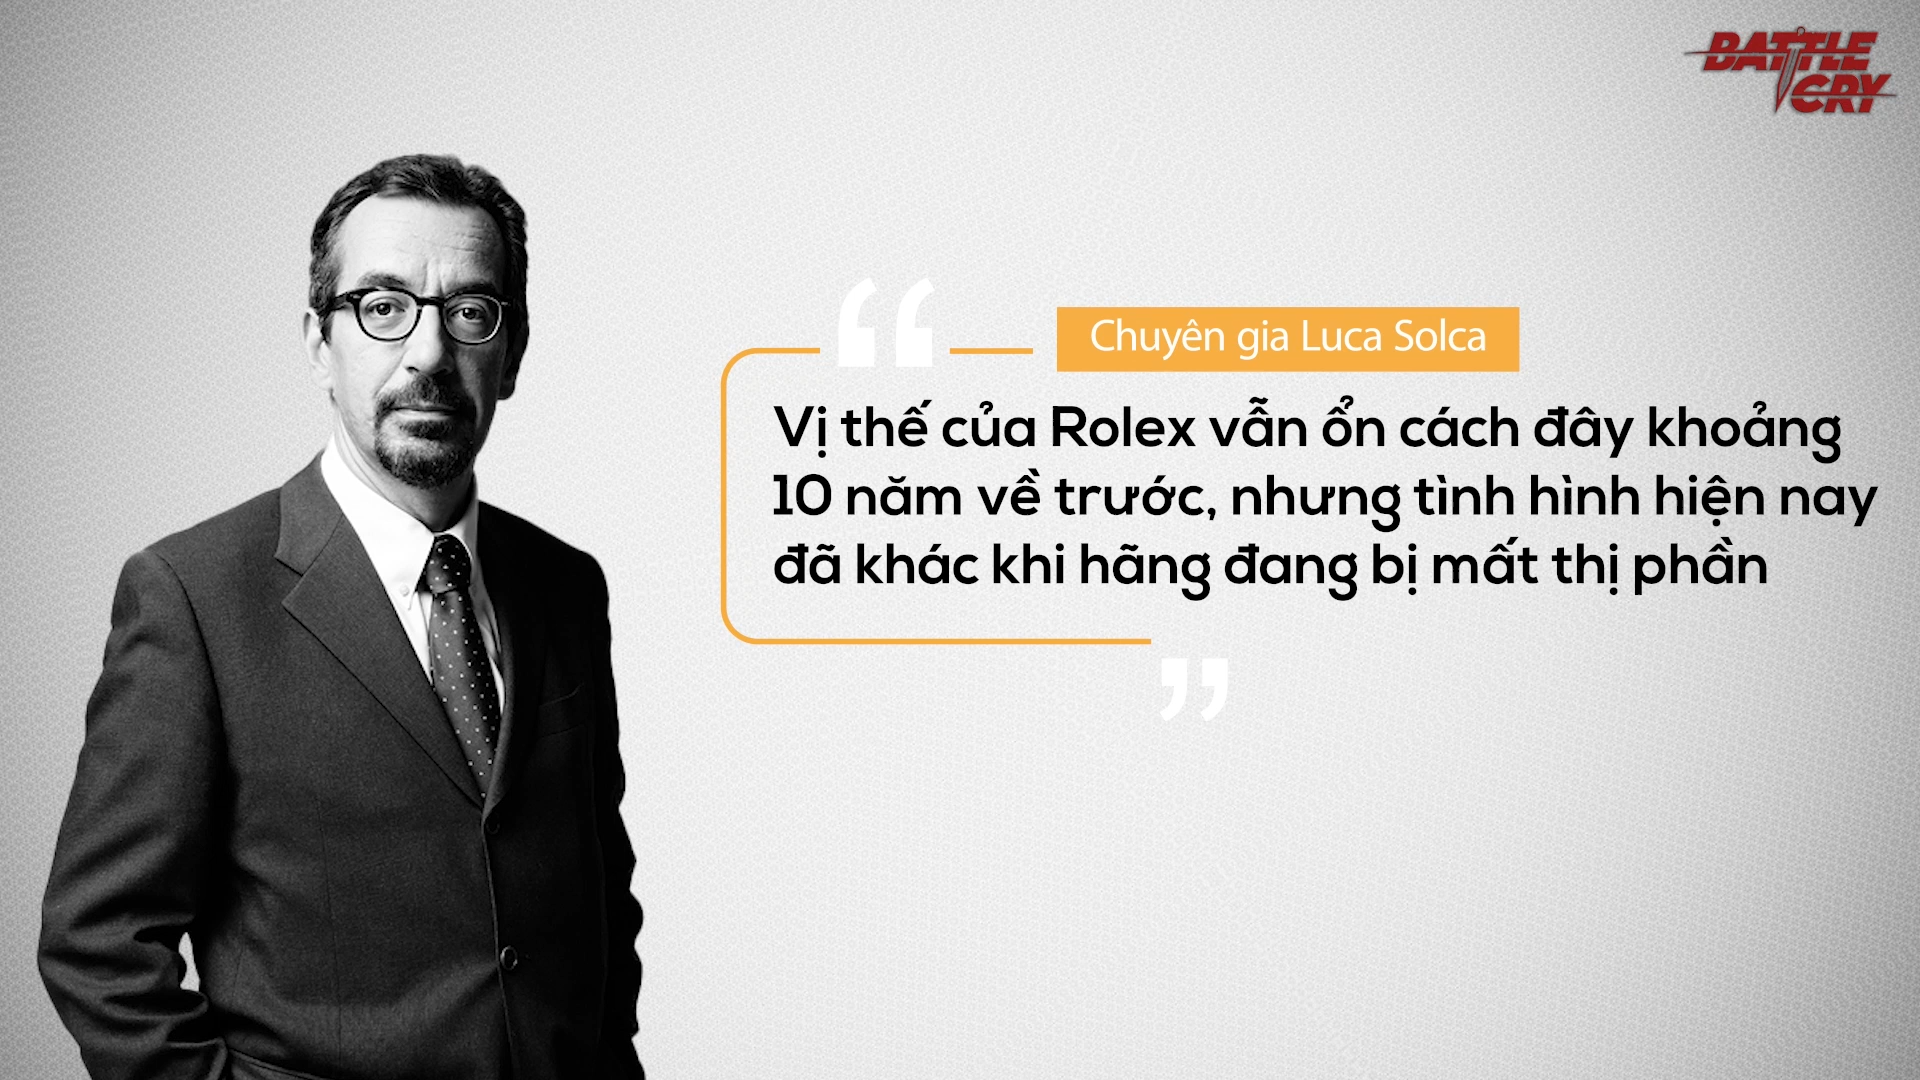 BATTLE
CRY
Chuyên gia Luca Solca
“
Vị thế của Rolex vẫn ổn cách đây khoảng
10 năm về trước, nhưng tình hình hiện nay
đã khác khi hãng đang bị mất thị phần
”